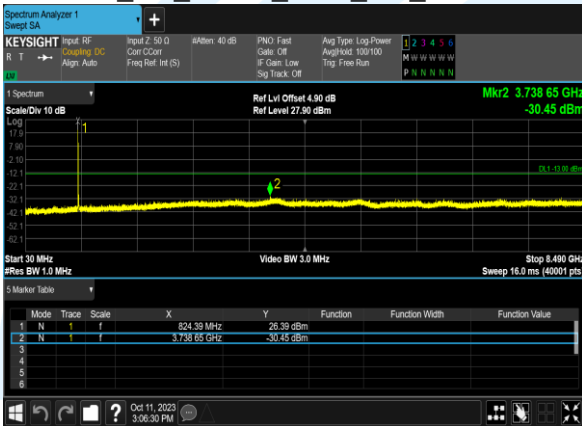 Spectrum Analyzer 1
Swept SA
+
KEYSIGHT Input: RF Input Z: 50 Ω #Atten: 40 dB PNO: Fast Avg Type: Log-Power 1 2 3 4 5 6
R T Coupling: DC Corr CCorr Gate: Off Avg|Hold: 100/100 M W W W W W
Align: Auto Freq Ref: Int (S) IF Gain: Low Trig: Free Run
LU Sig Track: Off P N N N N N
1 Spectrum Ref Lvl Offset 4.90 dB Mkr2 3.738 65 GHz
Scale/Div 10 dB Ref Level 27.90 dBm -30.45 dBm
Log
17.9
7.90
-2.10
-12.1
-22.1
-32.1
-42.1
-52.1
-62.1
1
DL1 -13.00 dBm
2
Start 30 MHz Video BW 3.0 MHz Stop 8.490 GHz
#Res BW 1.0 MHz Sweep 16.0 ms (40001 pts
5 Marker Table
Mode Trace Scale X Y Function Function Width Function Value
1 N 1 f 824.39 MHz 26.39 dBm
2 N 1 f 3.738 65 GHz -30.45 dBm
3
4
5
6
? Oct 11, 2023
3:06:30 PM